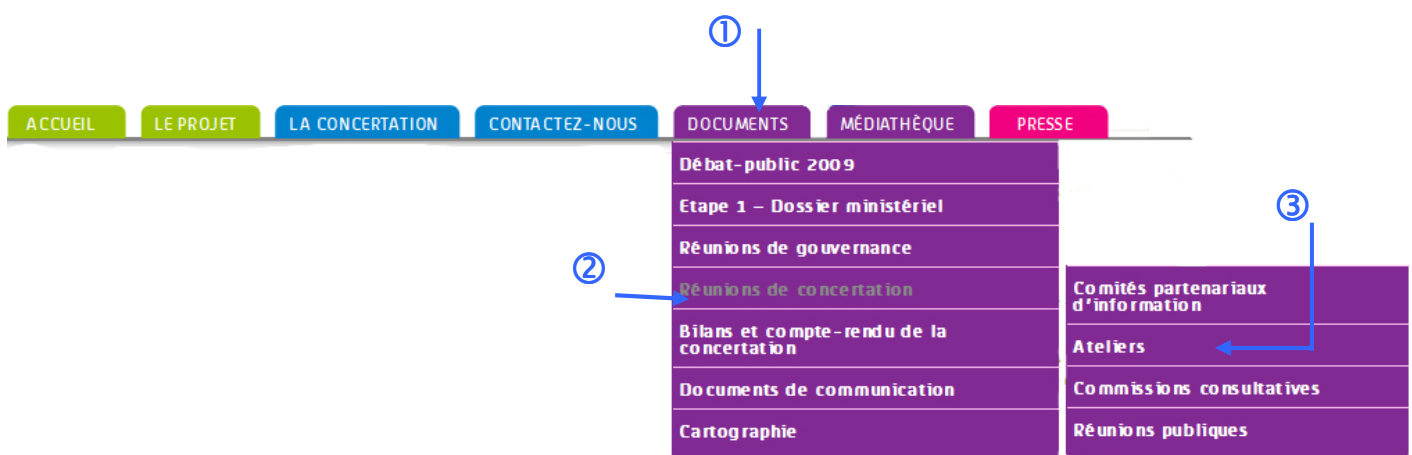 ①
ACCUEIL LE PROJET LA CONCERTATION CONTACTEZ-NOUS DOCUMENTS MÉDIATHÈQUE PRESSE
Débat-public 2009
Etape 1 – Dossier ministériel
Réunions de gouvernance
②
Réunions de concertation
Bilans et compte-rendu de la
concertation
Documents de communication
Cartographie
③
Comités partenariaux
d'information
Ateliers
Commissions consultatives
Réunions publiques